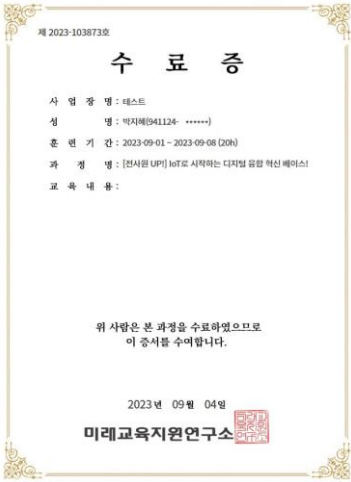 제 2023-103873호
수 료 증
사 업 장 명 : 테스트
성 명 : 박지혜(941124- ******)
훈 련 기 간 : 2023-09-01 ~ 2023-09-08 (20h)
과 정 명 : [전사원 UP!] IoT로 시작하는 디지털 융합 혁신 베이스!
교 육 내 용 :
위 사람은 본 과정을 수료하였으므로
이 증서를 수여합니다.
2023년 09월 04일
미래교육지원연구소